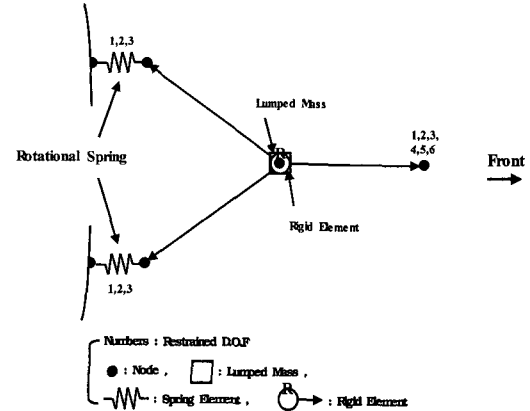 1,2,3
Lumped Mass
R
1,2,3,
4,5,6
Front
Rotational Spring
Rigid Element
1,2,3
Numbers : Restrained D.O.F
: Node , : Lumped Mass ,
: Spring Element , R : Rigid Element